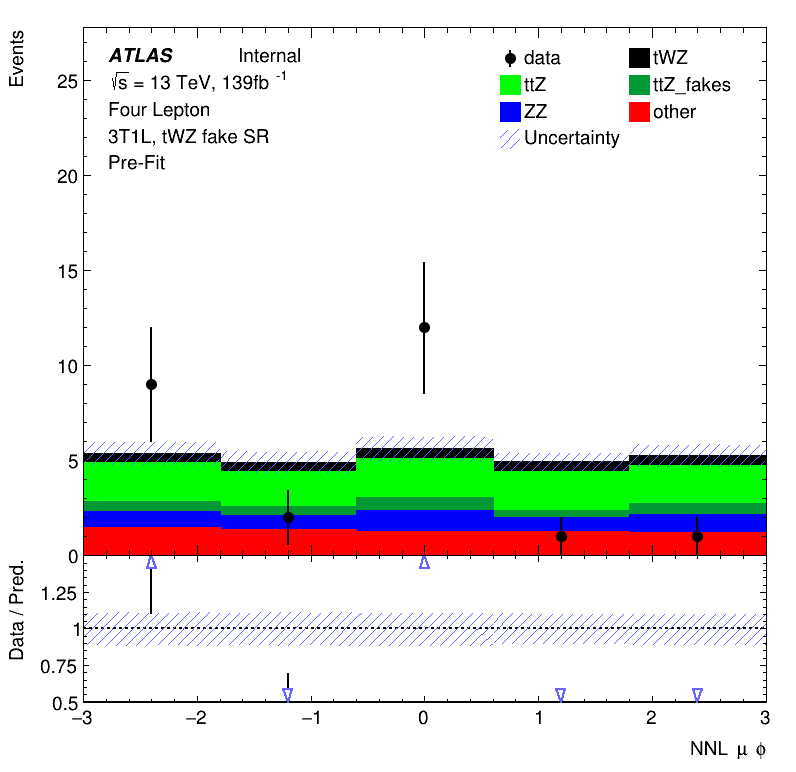 Events
25
20
15
10
5
0
ATLAS Internal
√s = 13 TeV, 139fb -1
Four Lepton
3T1L, tWZ fake SR
Pre-Fit
data tWZ
ttZ ttZ_fakes
ZZ other
Uncertainty
Data / Pred.
1.25
1
0.75
0.5
−3 −2 −1 0 1 2 3
NNL μ ϕ